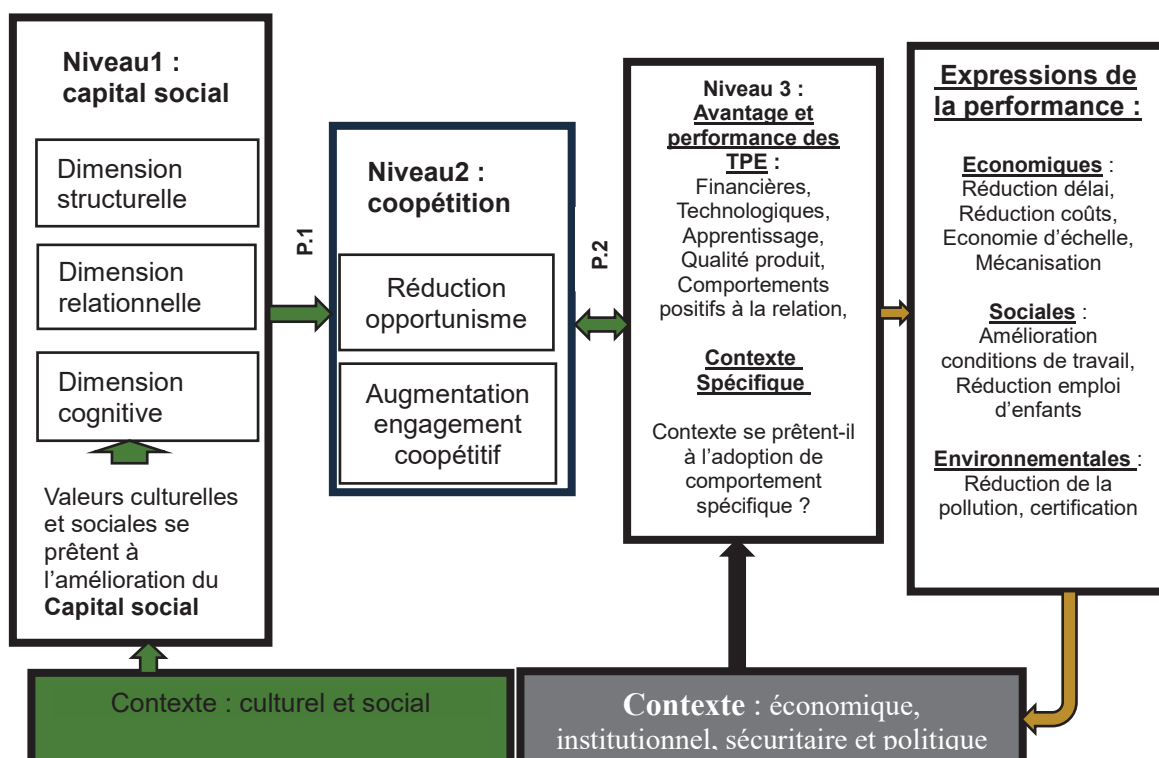 Niveau1 :
capital social
Dimension
structurelle
Dimension
relationnelle
Dimension
cognitive
Valeurs culturelles
et sociales se
prêtent à
l'amélioration du
Capital social
P.1
Niveau2 :
coopétition
Réduction
opportunisme
Augmentation
engagement
coopétitif
P.2
Niveau 3 :
Avantage et
performance des
TPE :
Financières,
Technologiques,
Apprentissage,
Qualité produit,
Comportements
positifs à la relation,
Contexte
Spécifique
Contexte se prêtent-il
à l'adoption de
comportement
spécifique ?
Expressions de
la performance :
Economiques :
Réduction délai,
Réduction coûts,
Economie d'échelle,
Mécanisation
Sociales :
Amélioration
conditions de travail,
Réduction emploi
d'enfants
Environnementales :
Réduction de la
pollution, certification
Contexte : culturel et social
Contexte : économique,
institutionnel, sécuritaire et politique